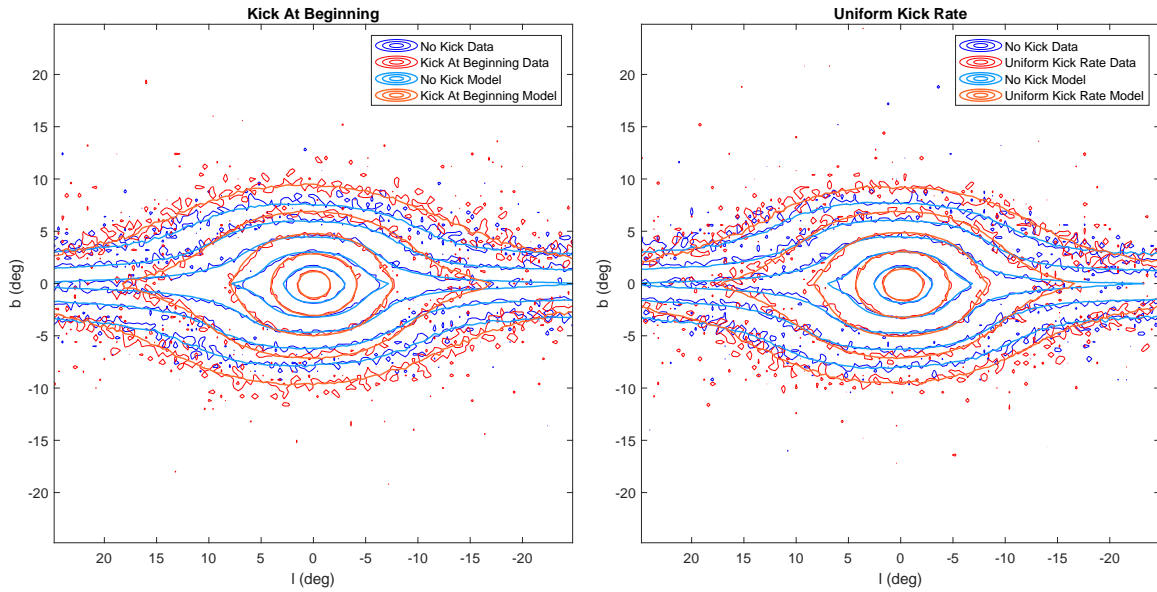 Kick At Beginning
No Kick Data
Kick At Beginning Data
No Kick Model
Kick At Beginning Model
b (deg)
20
15
10
5
0
-5
-10
-15
-20
20
15
10
5
0
-5
-10
-15
-20
l (deg)
Uniform Kick Rate
No Kick Data
Uniform Kick Rate Data
No Kick Model
Uniform Kick Rate Model
b (deg)
20
15
10
5
0
-5
-10
-15
-20
20
15
10
5
0
-5
-10
-15
-20
l (deg)